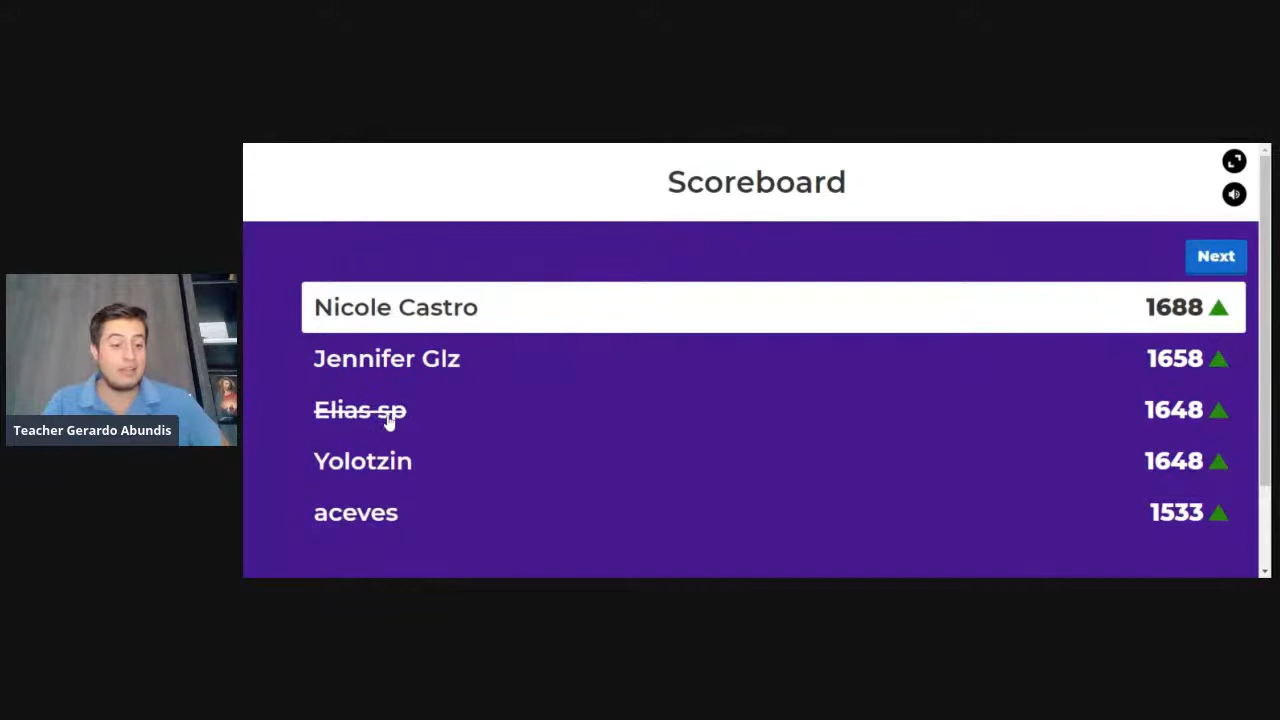 Scoreboard
Next
Nicole Castro 1688
Jennifer Glz 1658
Elias sp 1648
Yolotzin 1648
aceves 1533
Teacher Gerardo Abundis